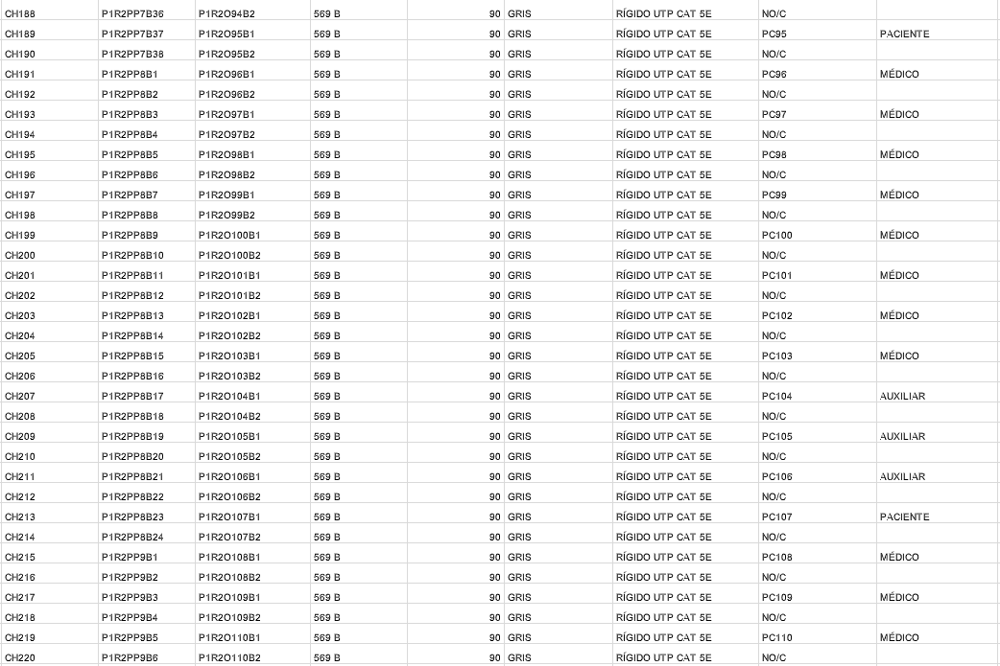 CH188 P1R2PP7B36 P1R2O94B2 569 B 90 GRIS RÍGIDO UTP CAT 5E NO/C
CH189 P1R2PP7B37 P1R2O95B1 569 B 90 GRIS RÍGIDO UTP CAT 5E PC95 PACIENTE
CH190 P1R2PP7B38 P1R2O95B2 569 B 90 GRIS RÍGIDO UTP CAT 5E NO/C
CH191 P1R2PP8B1 P1R2O96B1 569 B 90 GRIS RÍGIDO UTP CAT 5E PC96 MÉDICO
CH192 P1R2PP8B2 P1R2O96B2 569 B 90 GRIS RÍGIDO UTP CAT 5E NO/C
CH193 P1R2PP8B3 P1R2O97B1 569 B 90 GRIS RÍGIDO UTP CAT 5E PC97 MÉDICO
CH194 P1R2PP8B4 P1R2O97B2 569 B 90 GRIS RÍGIDO UTP CAT 5E NO/C
CH195 P1R2PP8B5 P1R2O98B1 569 B 90 GRIS RÍGIDO UTP CAT 5E PC98 MÉDICO
CH196 P1R2PP8B6 P1R2O98B2 569 B 90 GRIS RÍGIDO UTP CAT 5E NO/C
CH197 P1R2PP8B7 P1R2O99B1 569 B 90 GRIS RÍGIDO UTP CAT 5E PC99 MÉDICO
CH198 P1R2PP8B8 P1R2O99B2 569 B 90 GRIS RÍGIDO UTP CAT 5E NO/C
CH199 P1R2PP8B9 P1R2O100B1 569 B 90 GRIS RÍGIDO UTP CAT 5E PC100 MÉDICO
CH200 P1R2PP8B10 P1R2O100B2 569 B 90 GRIS RÍGIDO UTP CAT 5E NO/C
CH201 P1R2PP8B11 P1R2O101B1 569 B 90 GRIS RÍGIDO UTP CAT 5E PC101 MÉDICO
CH202 P1R2PP8B12 P1R2O101B2 569 B 90 GRIS RÍGIDO UTP CAT 5E NO/C
CH203 P1R2PP8B13 P1R2O102B1 569 B 90 GRIS RÍGIDO UTP CAT 5E PC102 MÉDICO
CH204 P1R2PP8B14 P1R2O102B2 569 B 90 GRIS RÍGIDO UTP CAT 5E NO/C
CH205 P1R2PP8B15 P1R2O103B1 569 B 90 GRIS RÍGIDO UTP CAT 5E PC103 MÉDICO
CH206 P1R2PP8B16 P1R2O103B2 569 B 90 GRIS RÍGIDO UTP CAT 5E NO/C
CH207 P1R2PP8B17 P1R2O104B1 569 B 90 GRIS RÍGIDO UTP CAT 5E PC104 AUXILIAR
CH208 P1R2PP8B18 P1R2O104B2 569 B 90 GRIS RÍGIDO UTP CAT 5E NO/C
CH209 P1R2PP8B19 P1R2O105B1 569 B 90 GRIS RÍGIDO UTP CAT 5E PC105 AUXILIAR
CH210 P1R2PP8B20 P1R2O105B2 569 B 90 GRIS RÍGIDO UTP CAT 5E NO/C
CH211 P1R2PP8B21 P1R2O106B1 569 B 90 GRIS RÍGIDO UTP CAT 5E PC106 AUXILIAR
CH212 P1R2PP8B22 P1R2O106B2 569 B 90 GRIS RÍGIDO UTP CAT 5E NO/C
CH213 P1R2PP8B23 P1R2O107B1 569 B 90 GRIS RÍGIDO UTP CAT 5E PC107 PACIENTE
CH214 P1R2PP8B24 P1R2O107B2 569 B 90 GRIS RÍGIDO UTP CAT 5E NO/C
CH215 P1R2PP9B1 P1R2O108B1 569 B 90 GRIS RÍGIDO UTP CAT 5E PC108 MÉDICO
CH216 P1R2PP9B2 P1R2O108B2 569 B 90 GRIS RÍGIDO UTP CAT 5E NO/C
CH217 P1R2PP9B3 P1R2O109B1 569 B 90 GRIS RÍGIDO UTP CAT 5E PC109 MÉDICO
CH218 P1R2PP9B4 P1R2O109B2 569 B 90 GRIS RÍGIDO UTP CAT 5E NO/C
CH219 P1R2PP9B5 P1R2O110B1 569 B 90 GRIS RÍGIDO UTP CAT 5E PC110 MÉDICO
CH220 P1R2PP9B6 P1R2O110B2 569 B 90 GRIS RÍGIDO UTP CAT 5E NO/C